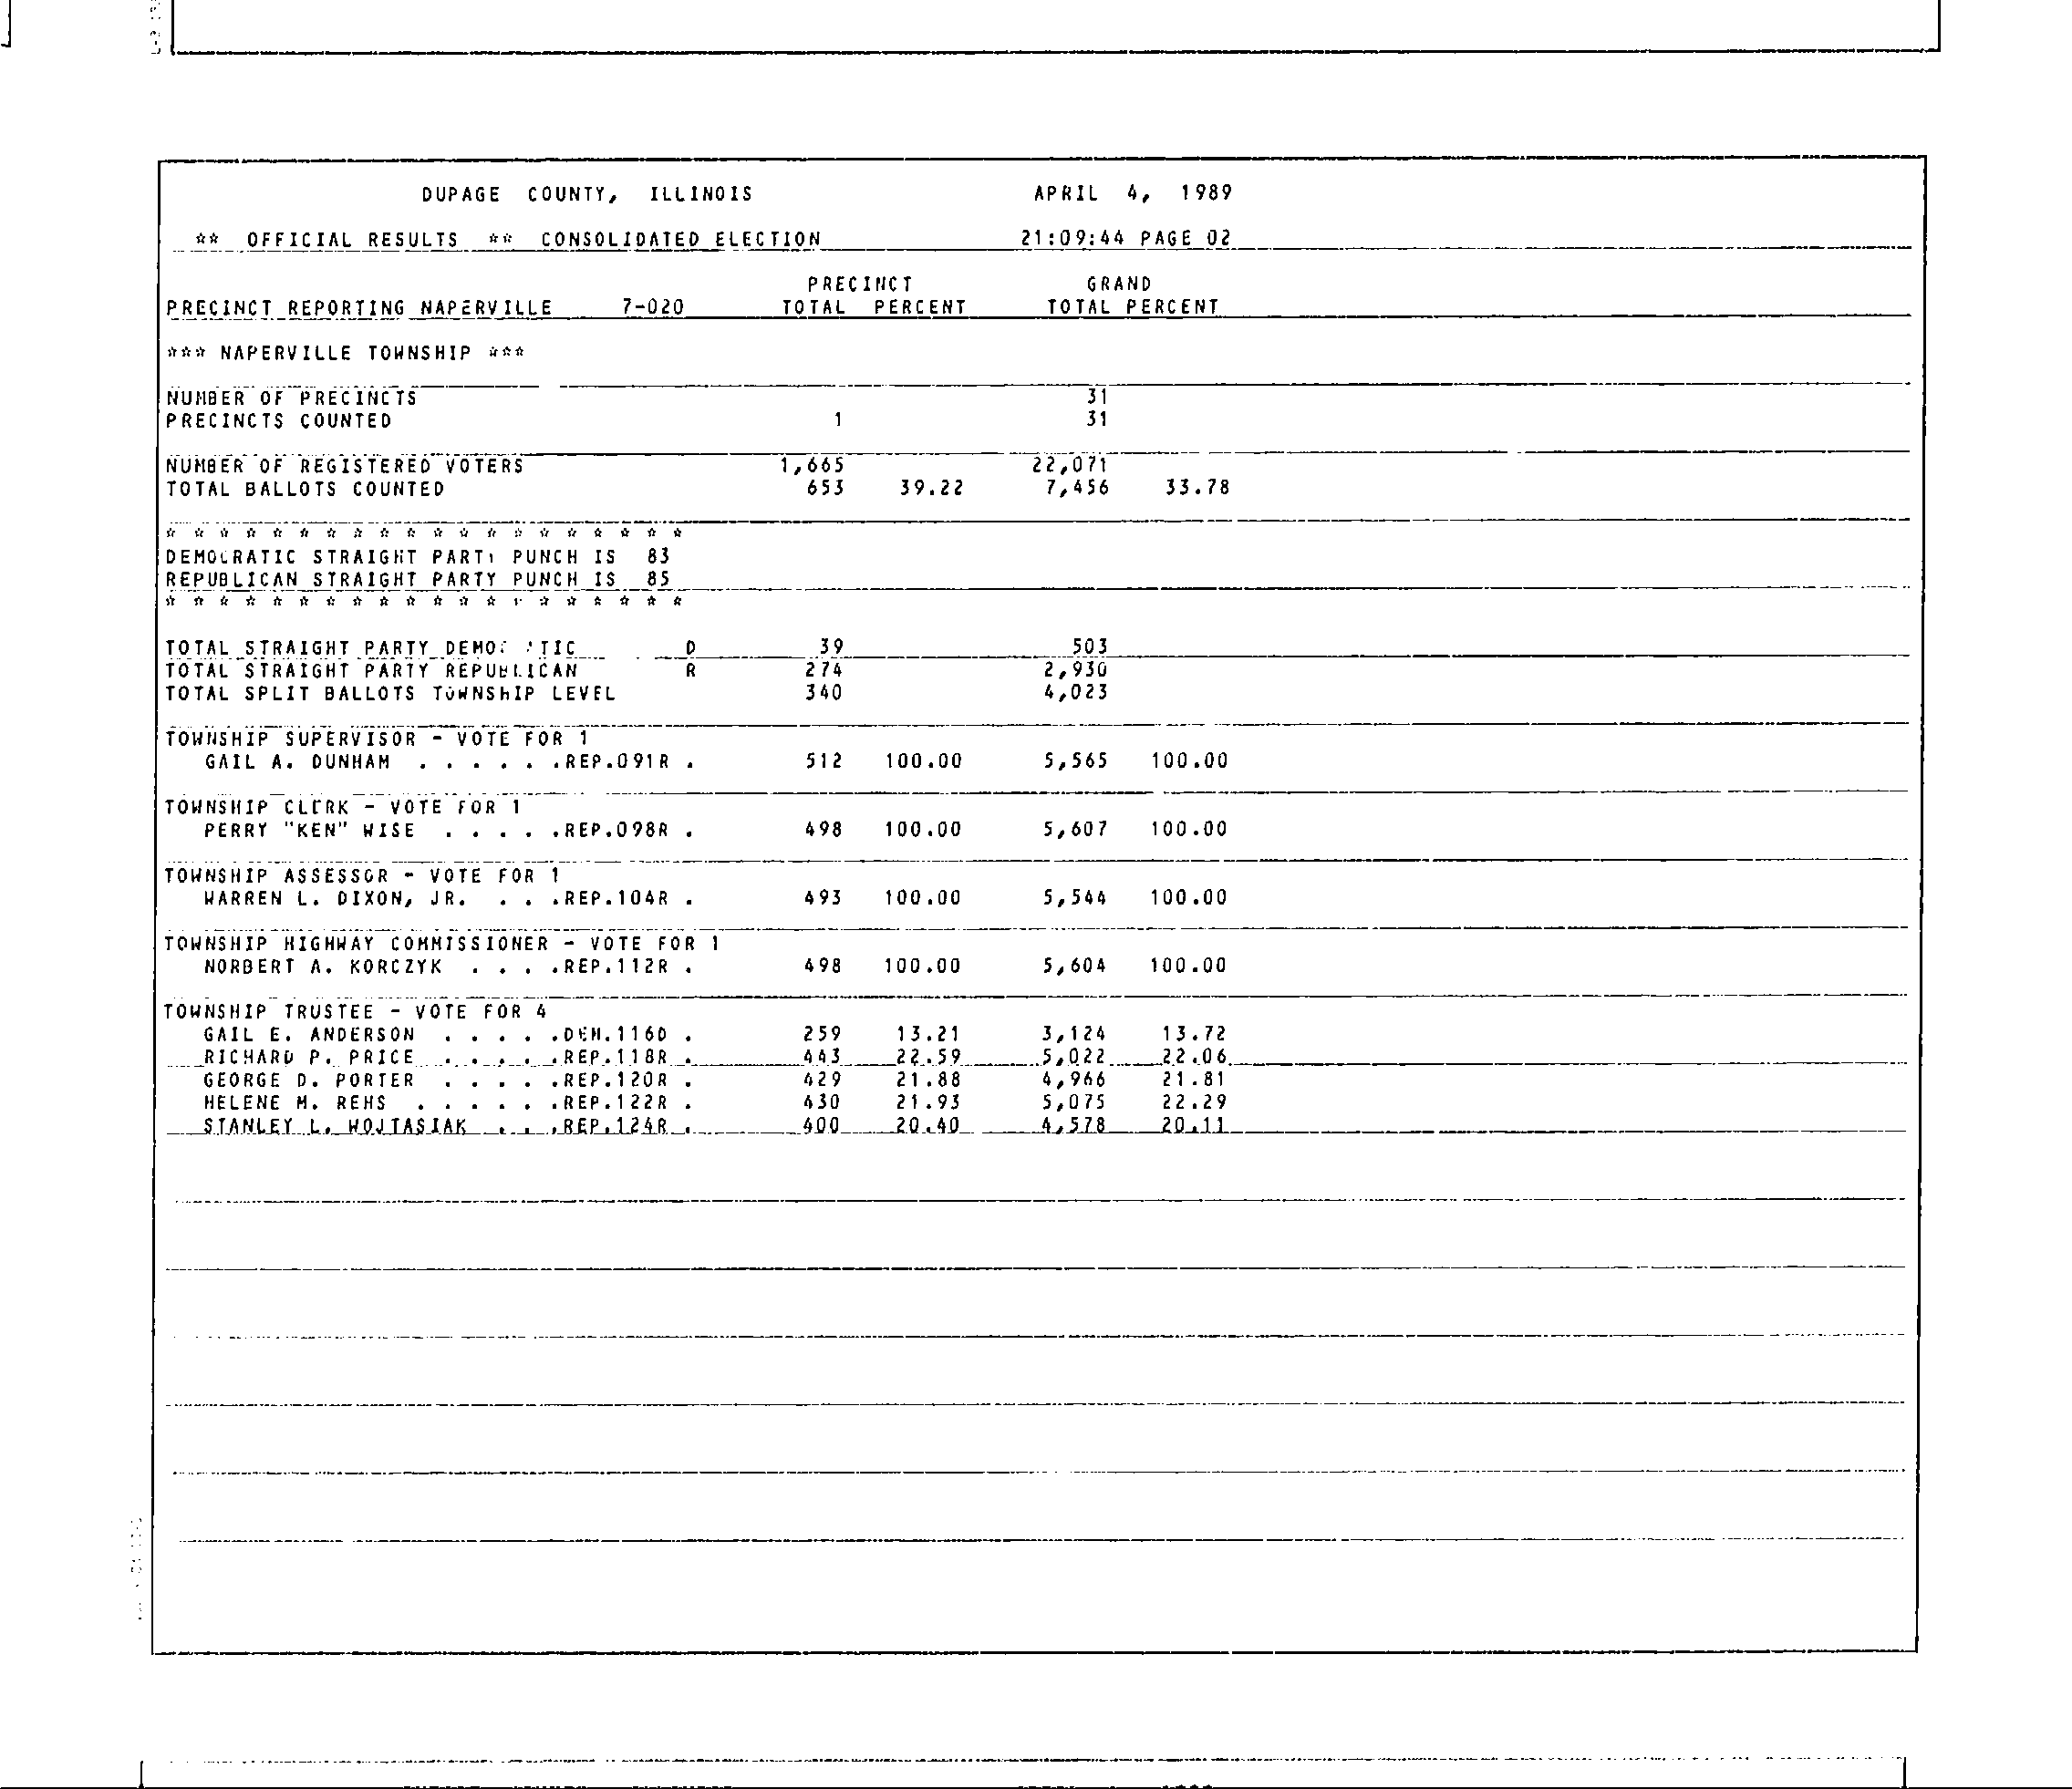 DUPAGE COUNTY, ILLINOIS APRIL 4, 1989
** OFFICIAL RESULTS ** CONSOLIDATED ELECTION 21:09:44 PAGE 02
PRECINCT GRAND
PRECINCT REPORTING NAPERVILLE 7-020 TOTAL PERCENT TOTAL PERCENT
*** NAPERVILLE TOWNSHIP ***
NUMBER OF PRECINCTS 31
PRECINCTS COUNTED 1 31
NUMBER OF REGISTERED VOTERS 1,665 22,071
TOTAL BALLOTS COUNTED 653 39.22 7,456 33.78
* * * * * * * * * * * * * * * * * * * *
DEMOCRATIC STRAIGHT PARTY PUNCH IS 83
REPUBLICAN STRAIGHT PARTY PUNCH IS 85
* * * * * * * * * * * * * * * * * * * *
TOTAL STRAIGHT PARTY DEMOCRATIC D 39 503
TOTAL STRAIGHT PARTY REPUBLICAN R 274 2,930
TOTAL SPLIT BALLOTS TOWNSHIP LEVEL 340 4,023
TOWNSHIP SUPERVISOR - VOTE FOR 1
GAIL A. DUNHAM . . . . . .REP.091R . 512 100.00 5,565 100.00
TOWNSHIP CLERK - VOTE FOR 1
PERRY "KEN" WISE . . . . .REP.098R . 498 100.00 5,607 100.00
TOWNSHIP ASSESSOR - VOTE FOR 1
WARREN L. DIXON, JR. . . .REP.104R . 493 100.00 5,544 100.00
TOWNSHIP HIGHWAY COMMISSIONER - VOTE FOR 1
NORBERT A. KORCZYK . . . .REP.112R . 498 100.00 5,604 100.00
TOWNSHIP TRUSTEE - VOTE FOR 4
GAIL E. ANDERSON . . . . .DEM.116D . 259 13.21 3,124 13.72
RICHARD P. PRICE . . . . .REP.118R . 443 22.59 5,022 22.06
GEORGE D. PORTER . . . . .REP.120R . 429 21.88 4,966 21.81
HELENE M. REHS . . . . . .REP.122R . 430 21.93 5,075 22.29
STANLEY L. WOJTASIAK . . .REP.124R . 400 20.40 4,578 20.11